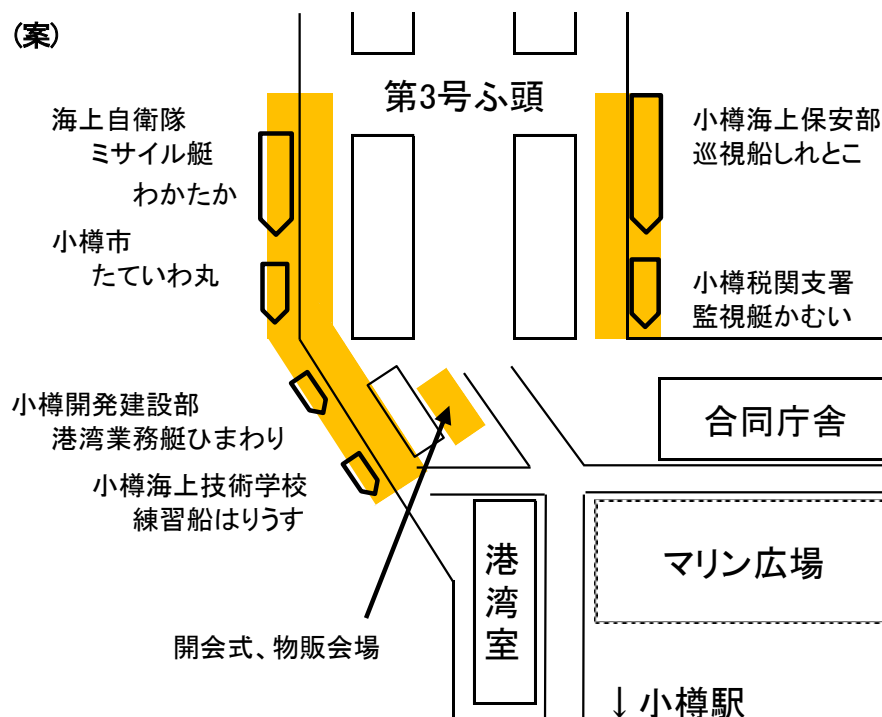 (案)
第3号ふ頭
海上自衛隊
ミサイル艇
わかたか
小樽市
たていわ丸
小樽海上保安部
巡視船しれとこ
小樽税関支署
監視艇かむい
小樽開発建設部
港湾業務艇ひまわり
小樽海上技術学校
練習船はりうす
合同庁舎
マリン広場
港湾室
開会式、物販会場
↓小樽駅